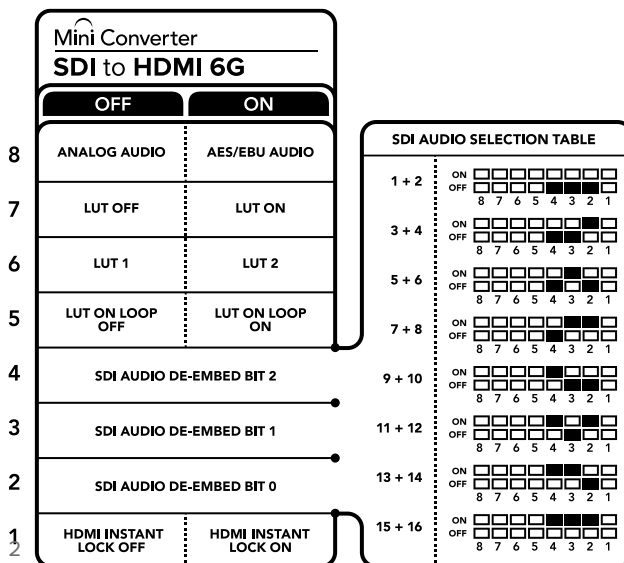 Mini Converter
SDI to HDMI 6G
OFF ON
8 ANALOG AUDIO AES/EBU AUDIO
7 LUT OFF LUT ON
6 LUT 1 LUT 2
5 LUT ON LOOP OFF LUT ON LOOP ON
4 SDI AUDIO DE-EMBED BIT 2
3 SDI AUDIO DE-EMBED BIT 1
2 SDI AUDIO DE-EMBED BIT 0
1 HDMI INSTANT LOCK OFF HDMI INSTANT LOCK ON
2
SDI AUDIO SELECTION TABLE
1 + 2
ON
OFF
8 7 6 5 4 3 2 1
3 + 4
ON
OFF
8 7 6 5 4 3 2 1
5 + 6
ON
OFF
8 7 6 5 4 3 2 1
7 + 8
ON
OFF
8 7 6 5 4 3 2 1
9 + 10
ON
OFF
8 7 6 5 4 3 2 1
11 + 12
ON
OFF
8 7 6 5 4 3 2 1
13 + 14
ON
OFF
8 7 6 5 4 3 2 1
15 + 16
ON
OFF
8 7 6 5 4 3 2 1